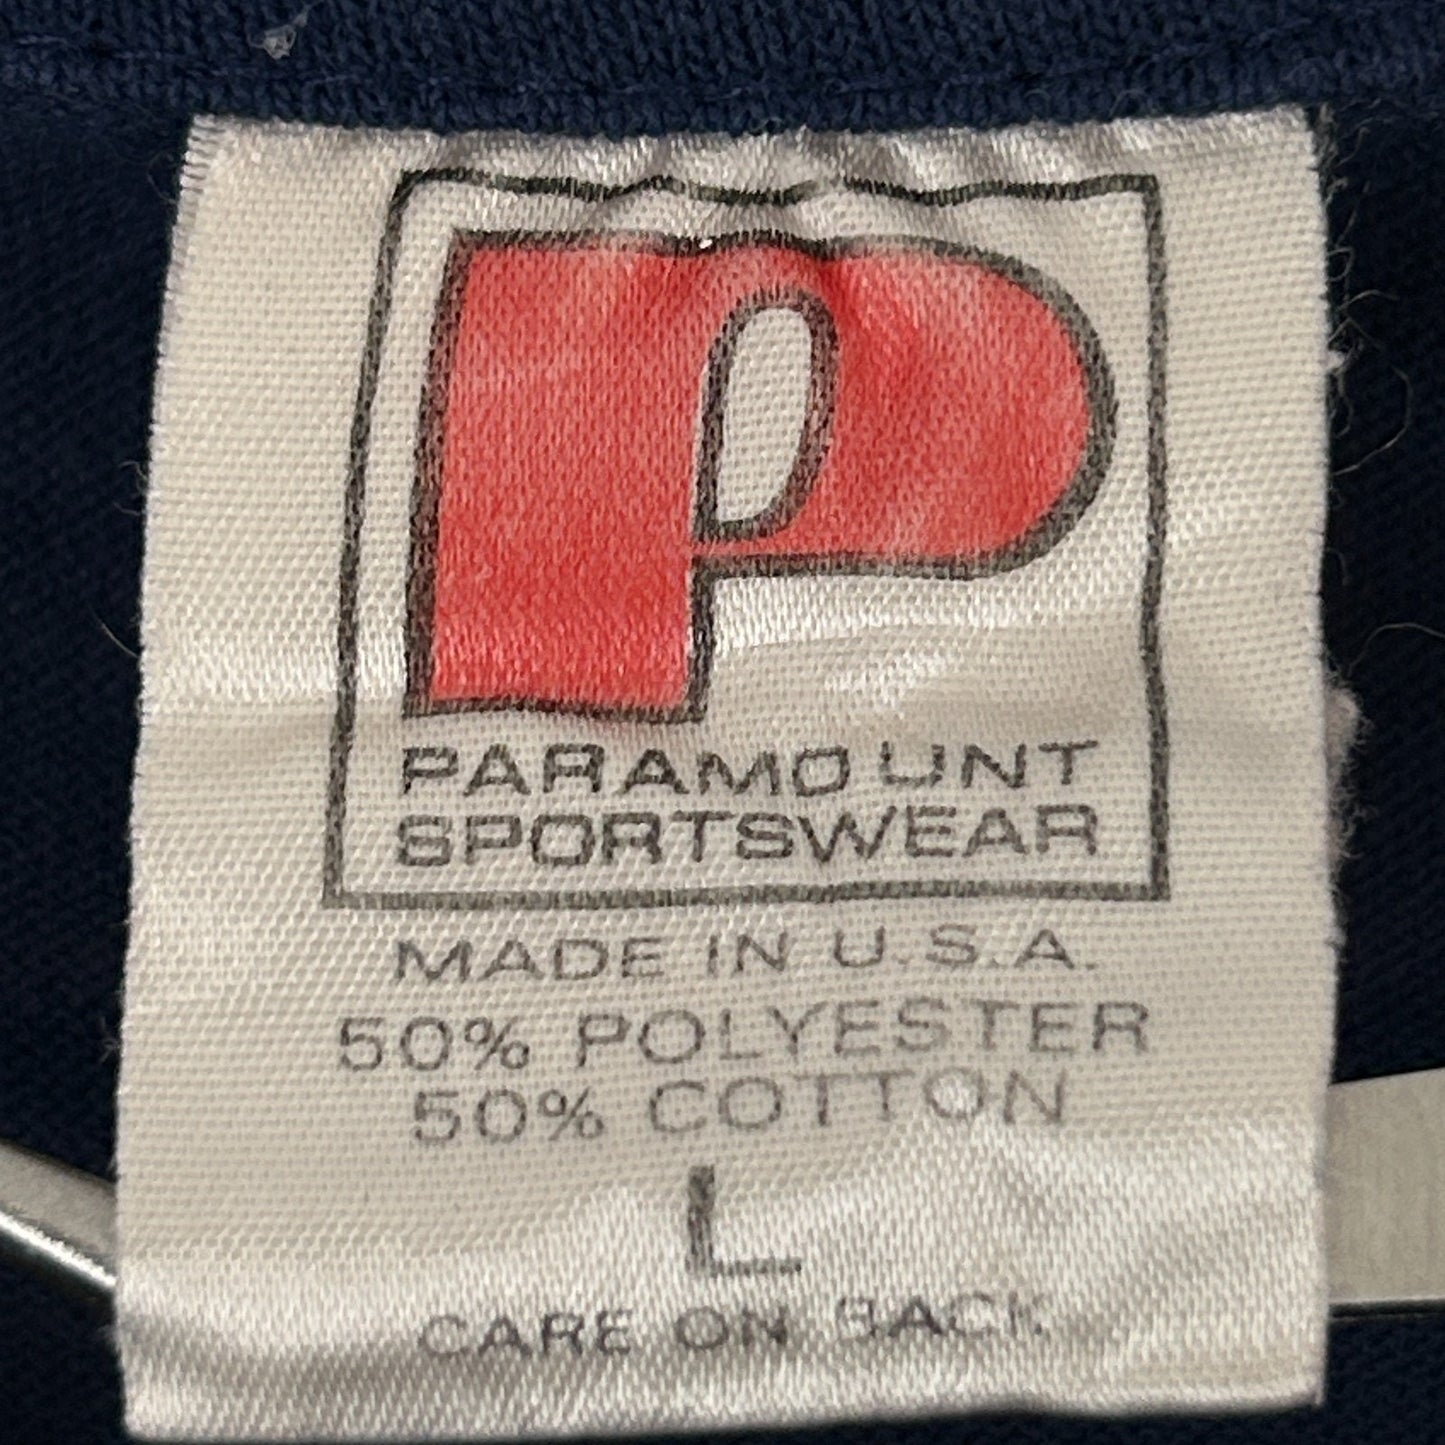 P
PARAMOUNT
SPORTSWEAR
MADE IN U.S.A.
50% POLYESTER
50% COTTON
L
CARE ON BACK